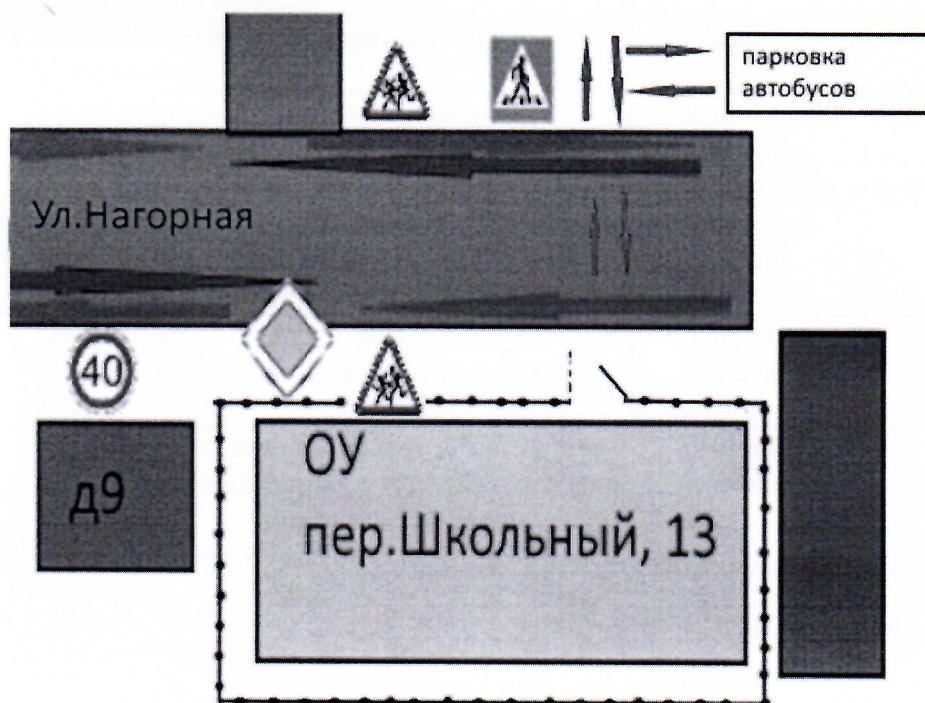 парковка
автобусов
Ул.Нагорная
40
д9
ОУ
пер.Школьный, 13